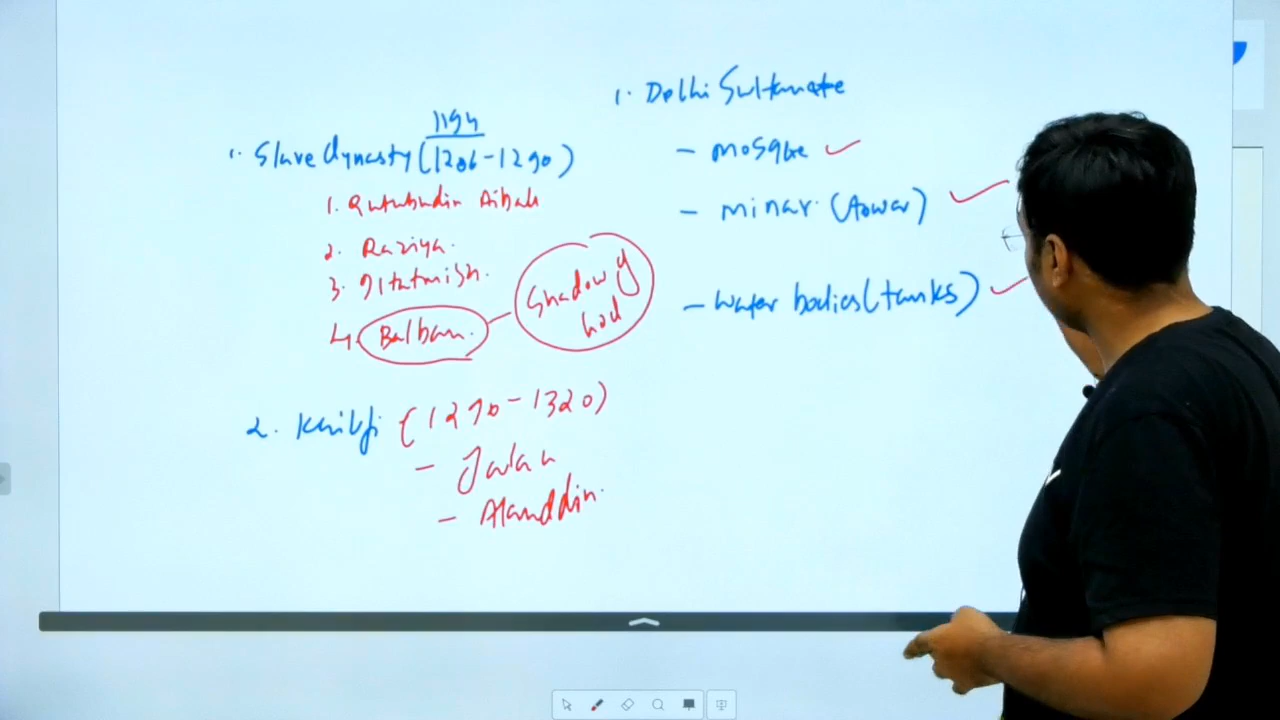 1194
1. Slave dynasty (1206-1290)
1. Qutubudin Aibak
2. Raziya.
3. Iltutmish.
4. Balban. - Shadow of
God
2. Khilji (1290-1320)
- Jalal
- Alauddin.
1. Delhi Sultanate
- Mosque
- Minar (tower)
- water bodies (tanks)